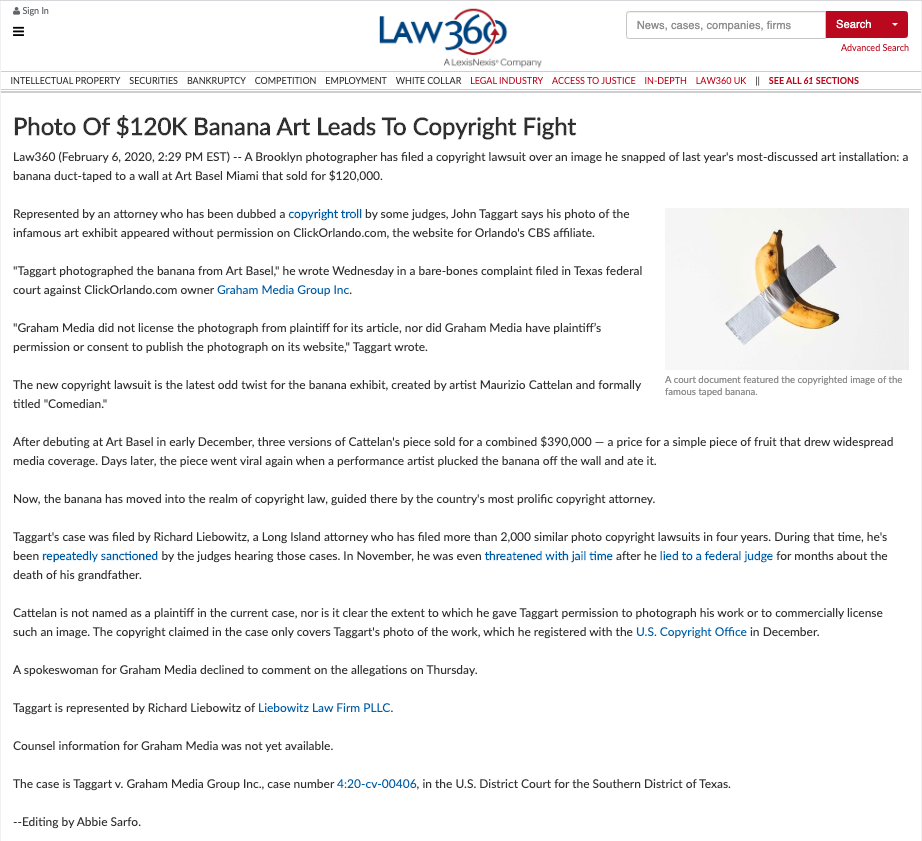 Sign In
LAW360
A LexisNexis® Company
News, cases, companies, firms
Search
Advanced Search
INTELLECTUAL PROPERTY SECURITIES BANKRUPTCY COMPETITION EMPLOYMENT WHITE COLLAR LEGAL INDUSTRY ACCESS TO JUSTICE IN-DEPTH LAW360 UK || SEE ALL 61 SECTIONS
Photo Of $120K Banana Art Leads To Copyright Fight
Law360 (February 6, 2020, 2:29 PM EST) -- A Brooklyn photographer has filed a copyright lawsuit over an image he snapped of last year's most-discussed art installation: a
banana duct-taped to a wall at Art Basel Miami that sold for $120,000.
Represented by an attorney who has been dubbed a copyright troll by some judges, John Taggart says his photo of the
infamous art exhibit appeared without permission on ClickOrlando.com, the website for Orlando's CBS affiliate.
"Taggart photographed the banana from Art Basel," he wrote Wednesday in a bare-bones complaint filed in Texas federal
court against ClickOrlando.com owner Graham Media Group Inc.
"Graham Media did not license the photograph from plaintiff for its article, nor did Graham Media have plaintiff's
permission or consent to publish the photograph on its website," Taggart wrote.
The new copyright lawsuit is the latest odd twist for the banana exhibit, created by artist Maurizio Cattelan and formally
titled "Comedian."
A court document featured the copyrighted image of the
famous taped banana.
After debuting at Art Basel in early December, three versions of Cattelan's piece sold for a combined $390,000 — a price for a simple piece of fruit that drew widespread
media coverage. Days later, the piece went viral again when a performance artist plucked the banana off the wall and ate it.
Now, the banana has moved into the realm of copyright law, guided there by the country's most prolific copyright attorney.
Taggart's case was filed by Richard Liebowitz, a Long Island attorney who has filed more than 2,000 similar photo copyright lawsuits in four years. During that time, he's
been repeatedly sanctioned by the judges hearing those cases. In November, he was even threatened with jail time after he lied to a federal judge for months about the
death of his grandfather.
Cattelan is not named as a plaintiff in the current case, nor is it clear the extent to which he gave Taggart permission to photograph his work or to commercially license
such an image. The copyright claimed in the case only covers Taggart's photo of the work, which he registered with the U.S. Copyright Office in December.
A spokeswoman for Graham Media declined to comment on the allegations on Thursday.
Taggart is represented by Richard Liebowitz of Liebowitz Law Firm PLLC.
Counsel information for Graham Media was not yet available.
The case is Taggart v. Graham Media Group Inc., case number 4:20-cv-00406, in the U.S. District Court for the Southern District of Texas.
--Editing by Abbie Sarfo.